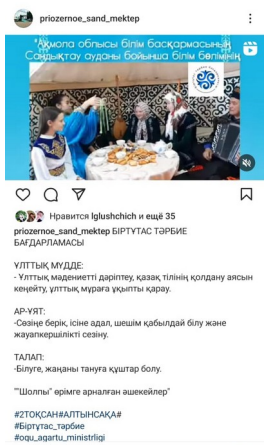 priozernoe_sand_mektep
"Ақмола облысы білім басқармасының
Сандықтау ауданы бойынша білім бөлімінің
Нравится lglushchich и ещё 35
priozernoe_sand_mektep БІРТҰТАС ТӘРБИЕ
БАҒДАРЛАМАСЫ
ҰЛТТЫҚ МҮДДЕ:
- Ұлттық мәдениетті дәріптеу, қазақ тілінің қолдану аясын
кеңейту, ұлттық мұраға ұқыпты қарау.
АР-ҰЯТ:
-Сөзіңе берік, ісіңе адал, шешім қабылдай білу және
жауапкершілікті сезіну.
ТАЛАП:
-Білуге, жаңаны тануға құштар болу.
""Шолпы" өрімге арналған әшекейлер"
#2ТОҚСАН#АЛТЫНСАҚА#
#Біртұтас_тәрбие
#oqu_agartu_ministrligi